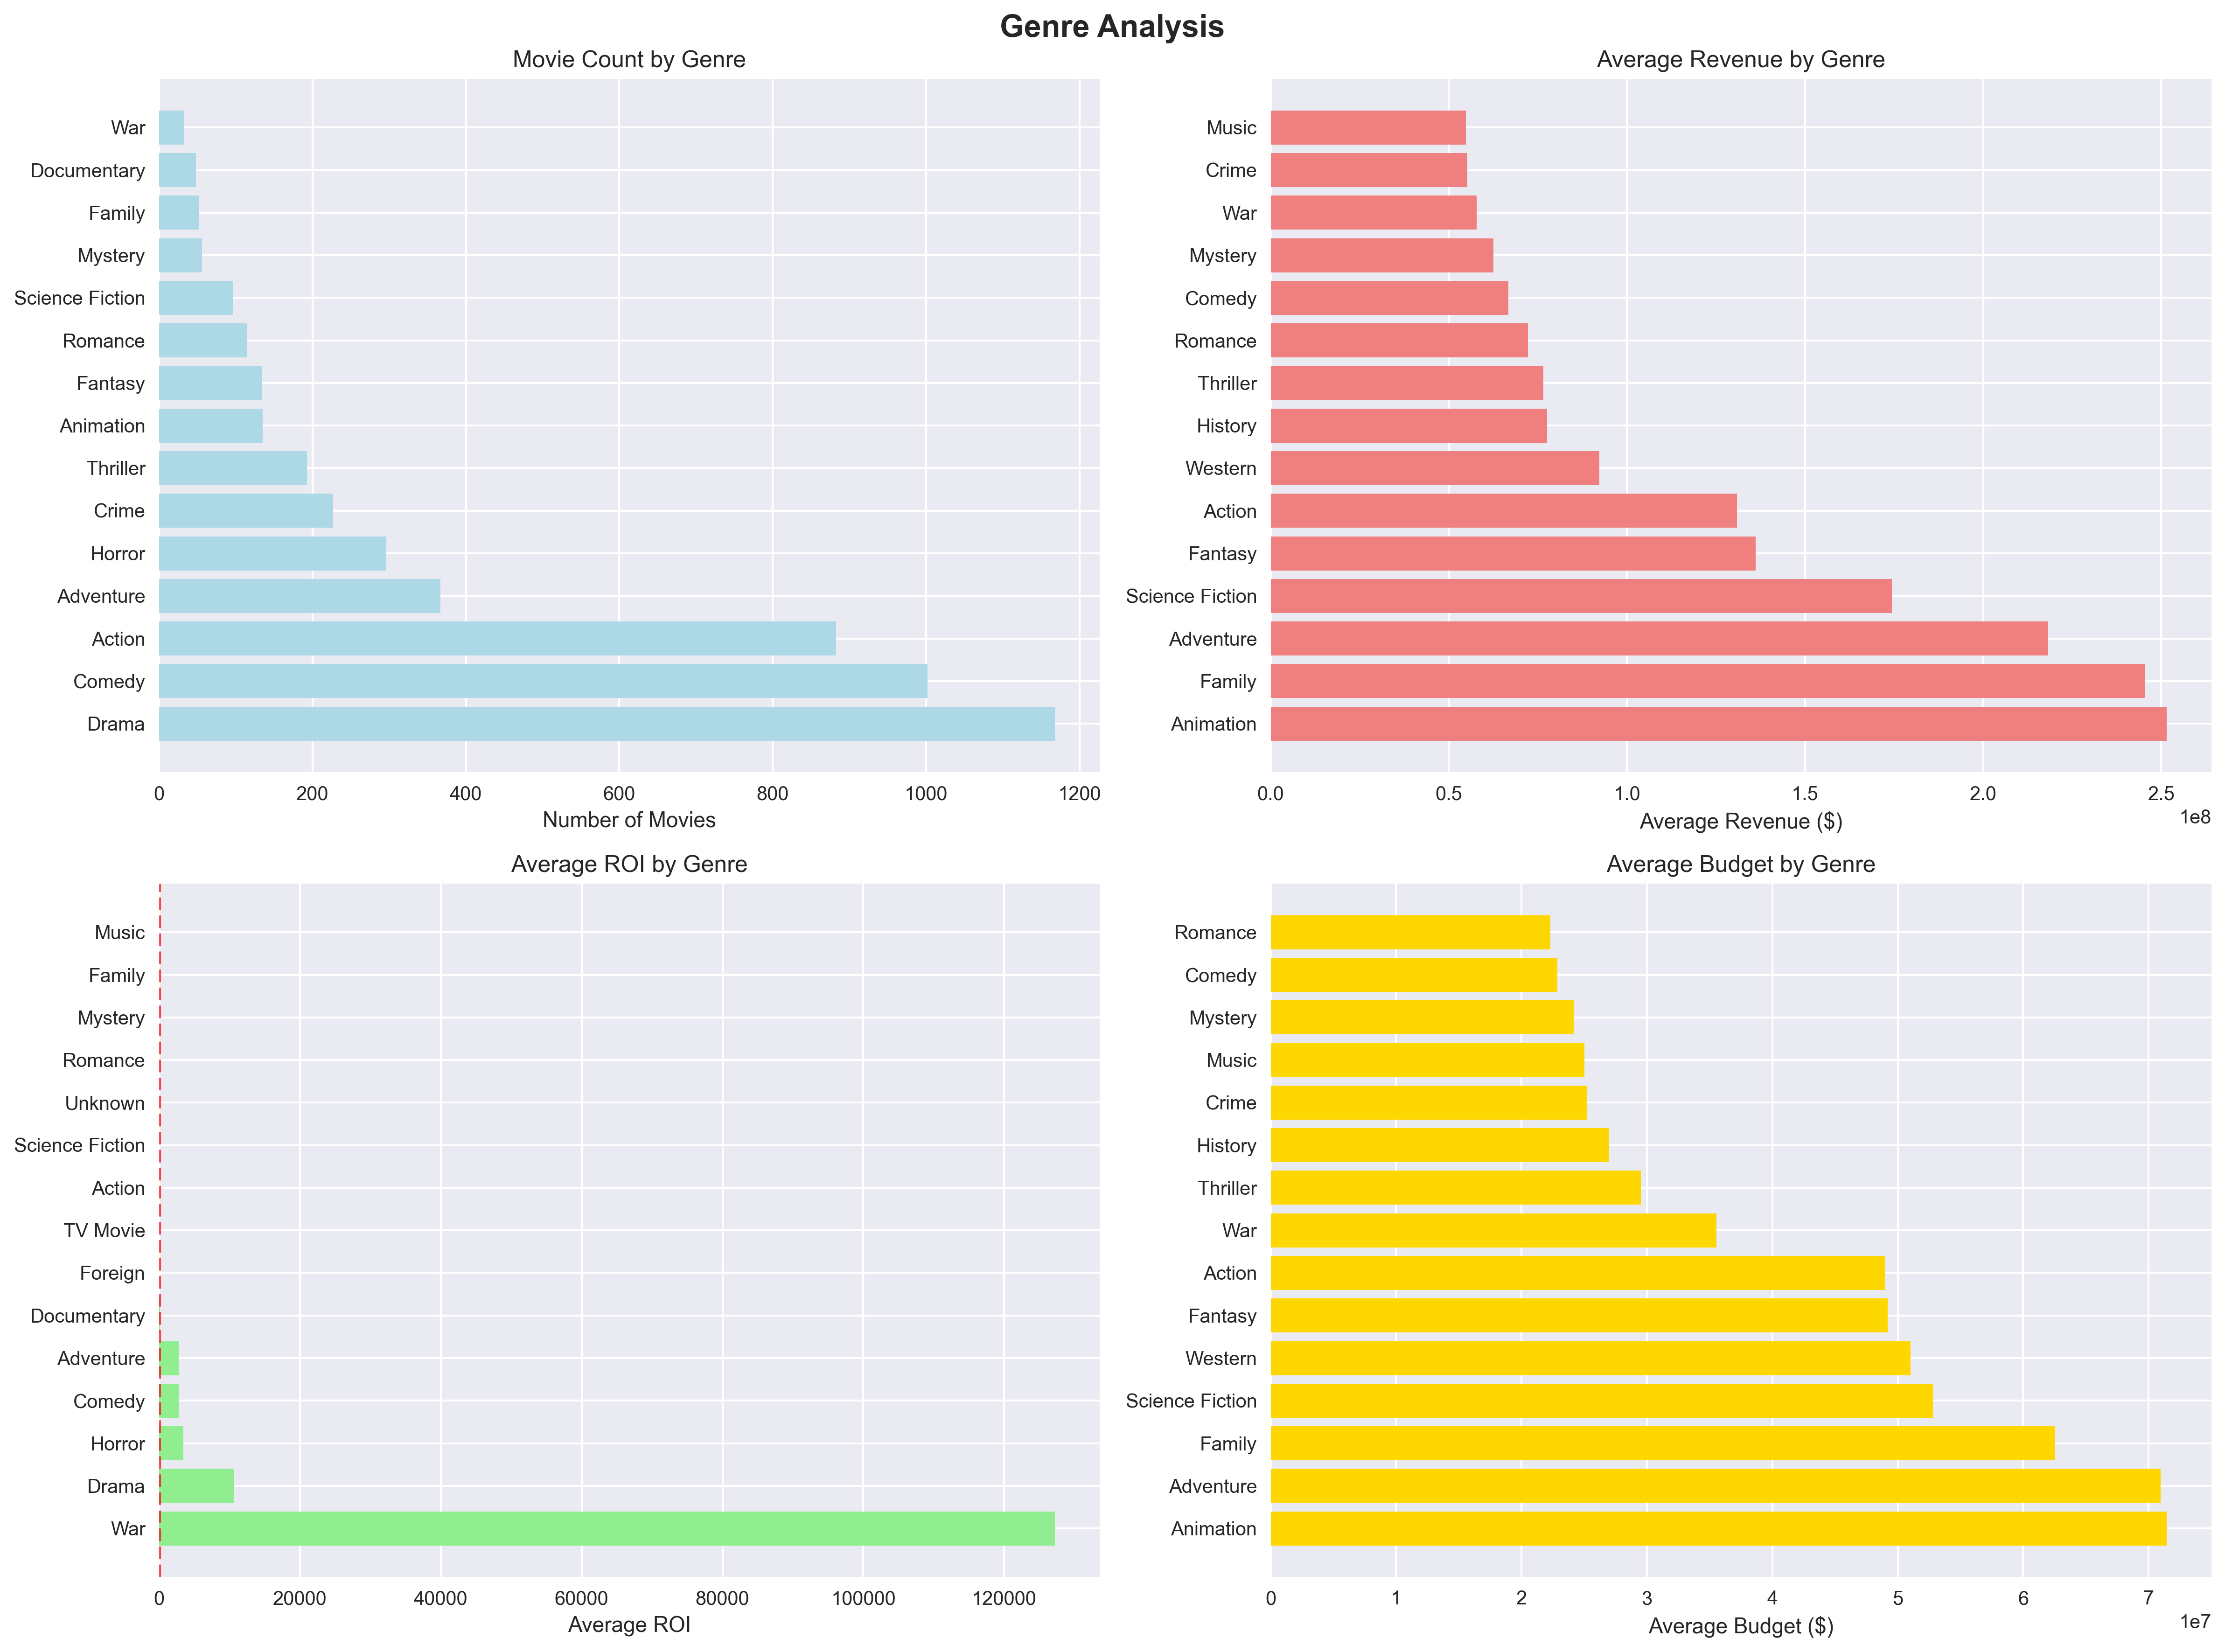 Genre Analysis
Movie Count by Genre
War
Documentary
Family
Mystery
Science Fiction
Romance
Fantasy
Animation
Thriller
Crime
Horror
Adventure
Action
Comedy
Drama
0 200 400 600 800 1000 1200
Number of Movies
Average Revenue by Genre
Music
Crime
War
Mystery
Comedy
Romance
Thriller
History
Western
Action
Fantasy
Science Fiction
Adventure
Family
Animation
0.0 0.5 1.0 1.5 2.0 2.5
1e8
Average Revenue ($)
Average ROI by Genre
Music
Family
Mystery
Romance
Unknown
Science Fiction
Action
TV Movie
Foreign
Documentary
Adventure
Comedy
Horror
Drama
War
0 20000 40000 60000 80000 100000 120000
Average ROI
Average Budget by Genre
Romance
Comedy
Mystery
Music
Crime
History
Thriller
War
Action
Fantasy
Western
Science Fiction
Family
Adventure
Animation
0 1 2 3 4 5 6 7
1e7
Average Budget ($)